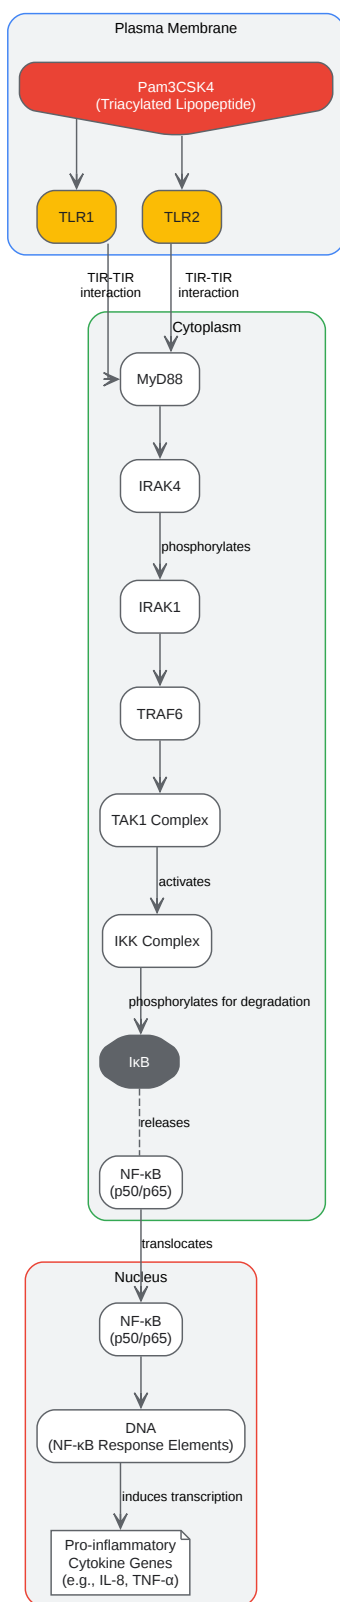 Plasma Membrane
Pam3CSK4
(Triacylated Lipopeptide)
TLR1
TLR2
TIR-TIR
interaction
TIR-TIR
interaction
Cytoplasm
MyD88
IRAK4
phosphorylates
IRAK1
TRAF6
TAK1 Complex
activates
IKK Complex
phosphorylates for degradation
IκB
releases
NF-κB
(p50/p65)
translocates
Nucleus
NF-κB
(p50/p65)
DNA
(NF-κB Response Elements)
induces transcription
Pro-inflammatory
Cytokine Genes
(e.g., IL-8, TNF-α)